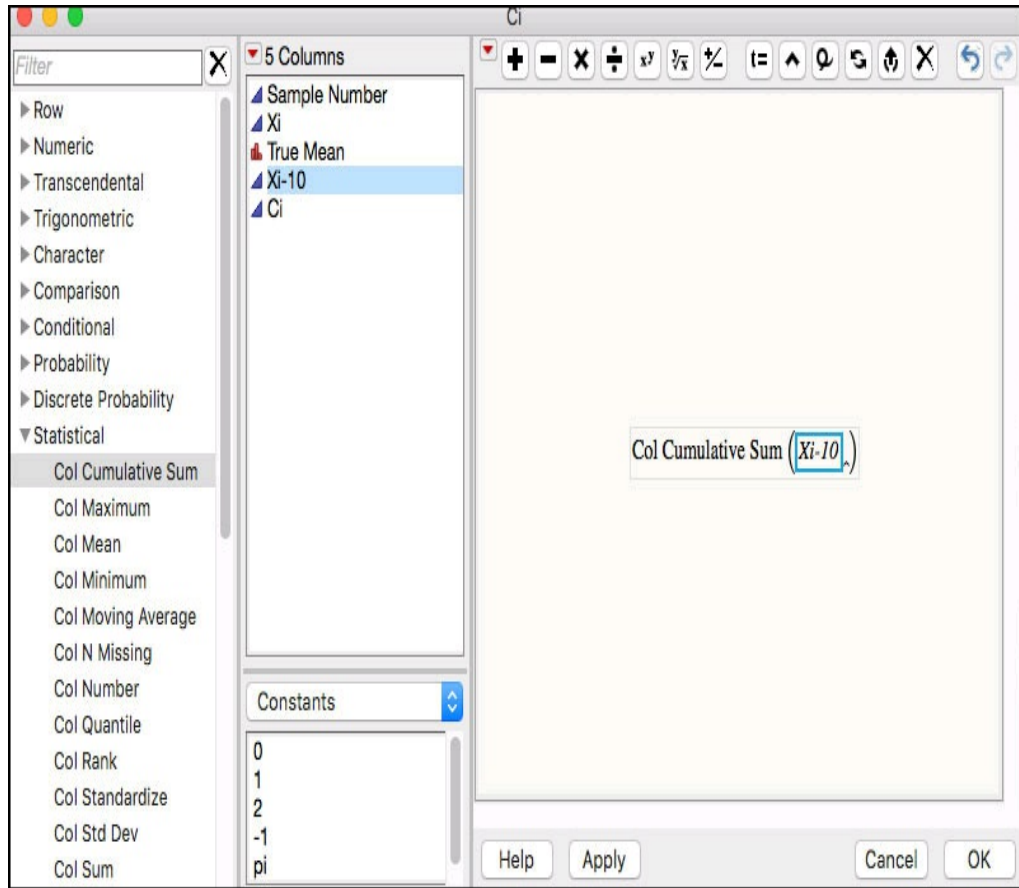 Ci
Filter
Row
Numeric
Transcendental
Trigonometric
Character
Comparison
Conditional
Probability
Discrete Probability
Statistical
Col Cumulative Sum
Col Maximum
Col Mean
Col Minimum
Col Moving Average
Col N Missing
Col Number
Col Quantile
Col Rank
Col Standardize
Col Std Dev
Col Sum
5 Columns
Sample Number
Xi
True Mean
Xi-10
Ci
Constants
0
1
2
-1
pi
+ − × ÷ xʸ ʸ√x +/− t= ^
Col Cumulative Sum (Xi-10)
Help Apply Cancel OK